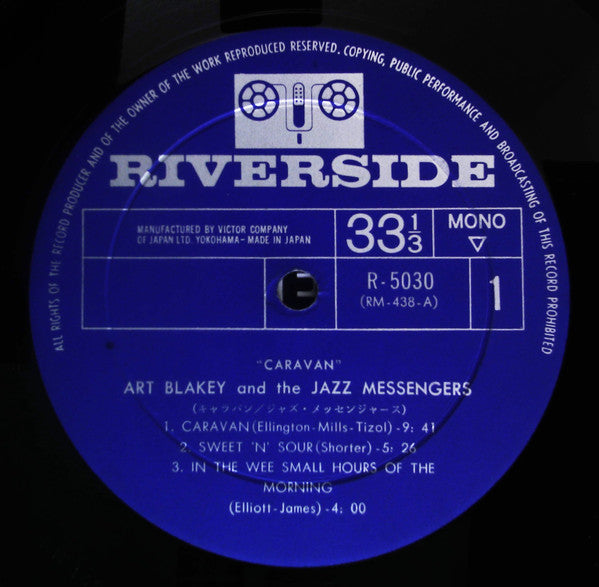 ALL RIGHTS OF THE RECORD PRODUCER AND OF THE OWNER OF THE WORK REPRODUCED RESERVED. COPYING, PUBLIC PERFORMANCE AND BROADCASTING OF THIS RECORD PROHIBITED
RIVERSIDE
MANUFACTURED BY VICTOR COMPANY
OF JAPAN LTD. YOKOHAMA-MADE IN JAPAN
33 1/3
MONO
▽
R-5030
(RM-438-A)
1
"CARAVAN"
ART BLAKEY and the JAZZ MESSENGERS
(キャラバン/ジャズ・メッセンジャーズ)
1. CARAVAN(Ellington-Mills-Tizol)-9: 41
2. SWEET 'N' SOUR(Shorter)-5: 26
3. IN THE WEE SMALL HOURS OF THE
MORNING
(Elliott-James)-4: 00